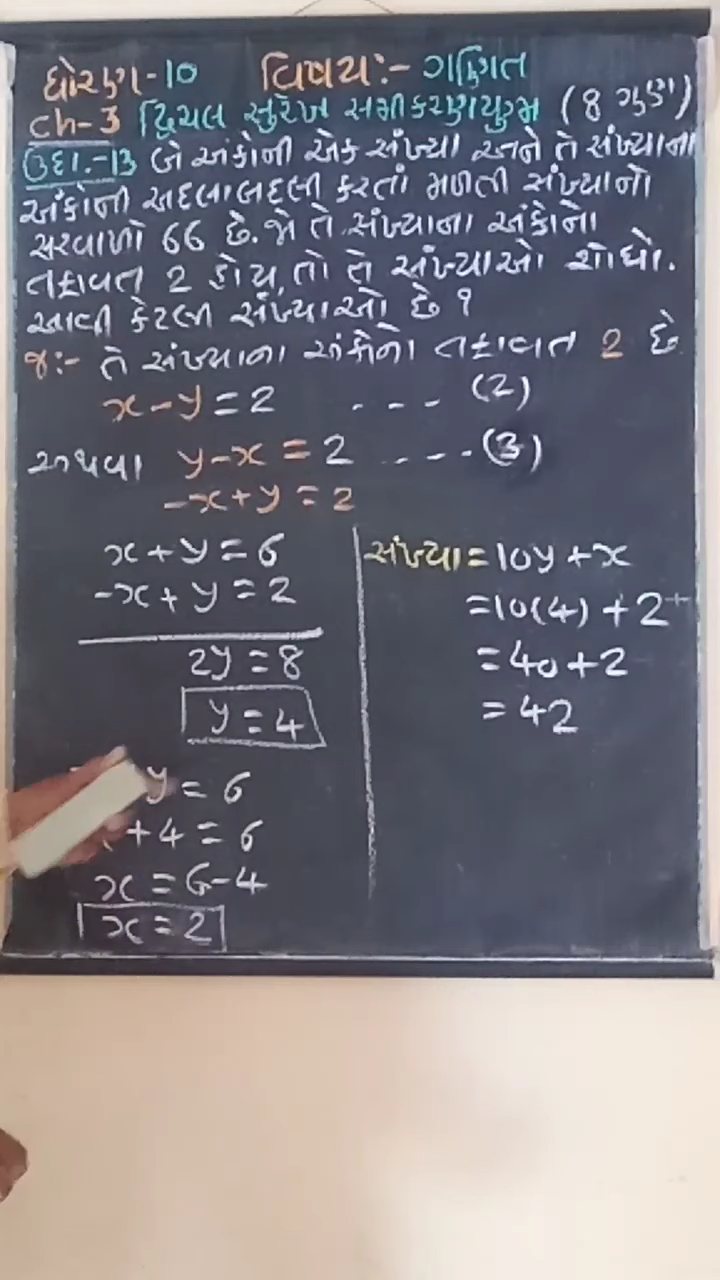 ધોરણ-10 વિષય:- ગણિત
Ch-3 દ્વિચલ સુરેખ સમીકરણયુગ્મ (8 ગુણ)
ઉદા.-13 બે અંકોની એક સંખ્યા અને તે સંખ્યાના
અંકોની અદલાબદલી કરતાં મળતી સંખ્યાનો
સરવાળો 66 છે. જો તે સંખ્યાના અંકોનો
તફાવત 2 હોય, તો તે સંખ્યાઓ શોધો.
આવી કેટલી સંખ્યાઓ છે ?
જ:- તે સંખ્યાના અંકોનો તફાવત 2 છે
x - y = 2 - - - (2)
અથવા y - x = 2 - - - - (3)
-x + y = 2
x + y = 6
-x + y = 2
2y = 8
y = 4
y = 6
+ 4 = 6
x = 6 - 4
x = 2
સંખ્યા = 10y + x
= 10(4) + 2
= 40 + 2
= 42